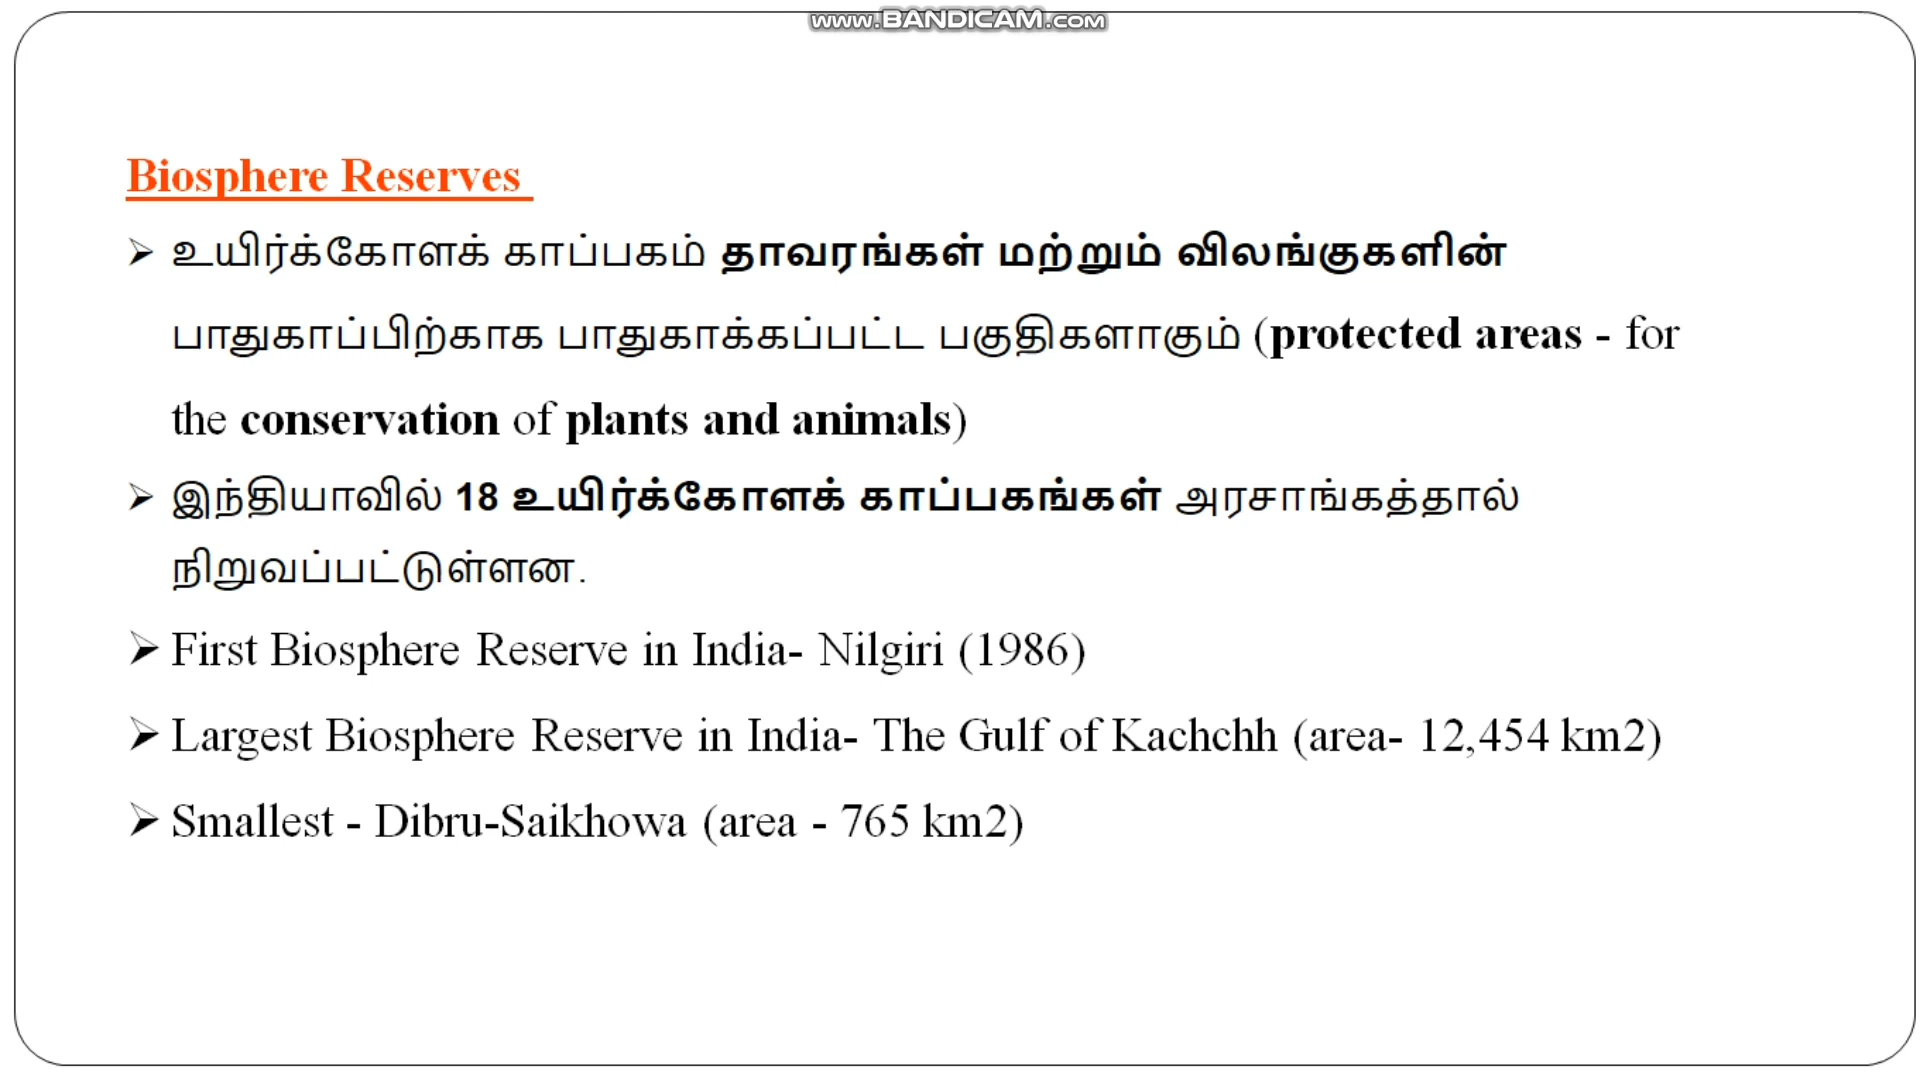 www.BANDICAM.com
Biosphere Reserves
➢ உயிர்க்கோளக் காப்பகம் தாவரங்கள் மற்றும் விலங்குகளின்
பாதுகாப்பிற்காக பாதுகாக்கப்பட்ட பகுதிகளாகும் (protected areas - for
the conservation of plants and animals)
➢ இந்தியாவில் 18 உயிர்க்கோளக் காப்பகங்கள் அரசாங்கத்தால்
நிறுவப்பட்டுள்ளன.
➢ First Biosphere Reserve in India- Nilgiri (1986)
➢ Largest Biosphere Reserve in India- The Gulf of Kachchh (area- 12,454 km2)
➢ Smallest - Dibru-Saikhowa (area - 765 km2)